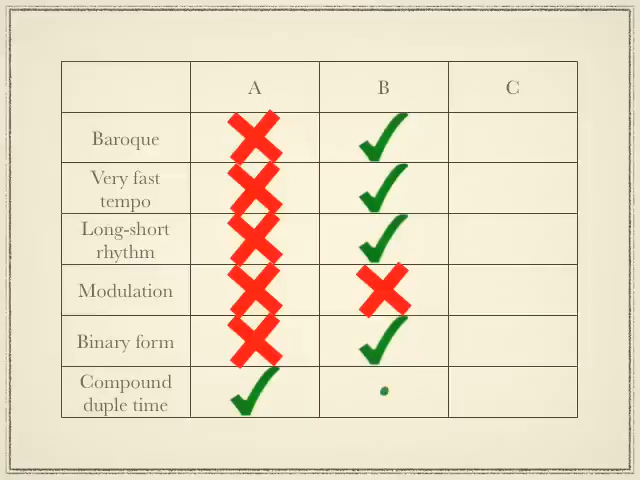 A B C
Baroque
Very fast
tempo
Long-short
rhythm
Modulation
Binary form
Compound
duple time